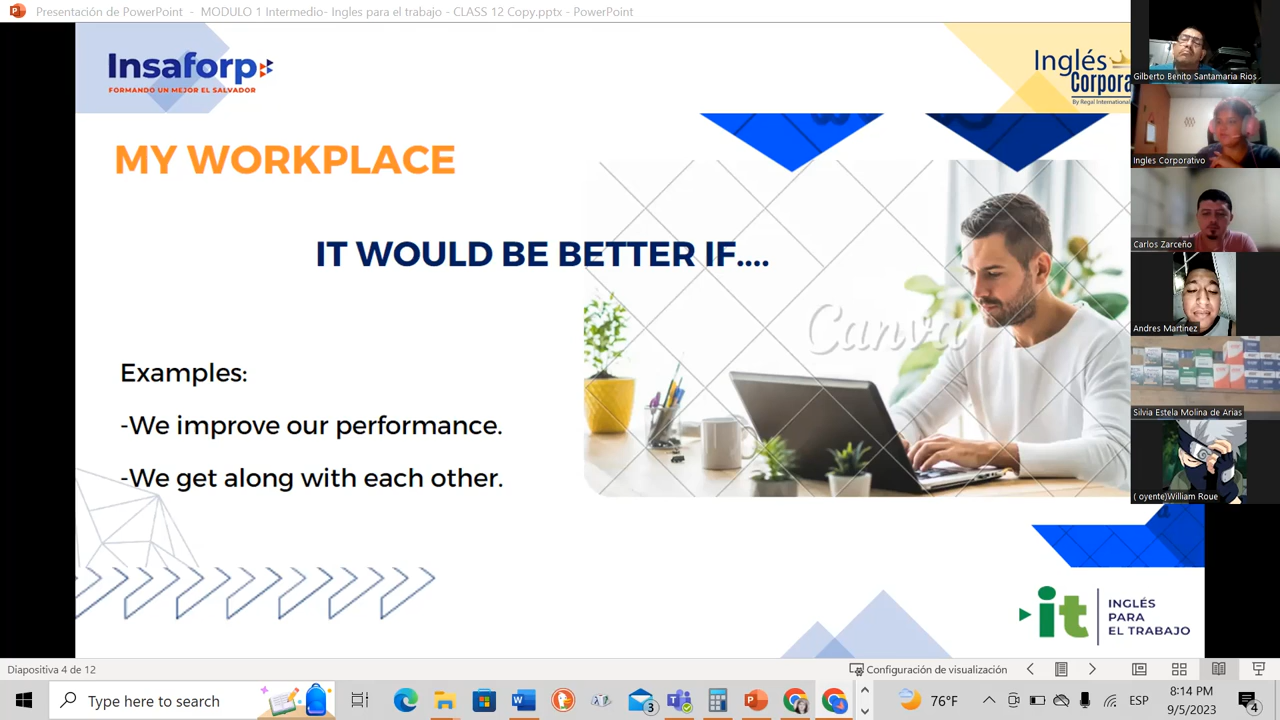 Presentación de PowerPoint - MODULO 1 Intermedio- Ingles para el trabajo - CLASS 12 Copy.pptx - PowerPoint
Insaforp
FORMANDO UN MEJOR EL SALVADOR
Inglés
Corpora
By Regal International
MY WORKPLACE
IT WOULD BE BETTER IF....
Canva
Examples:
-We improve our performance.
-We get along with each other.
it
INGLÉS
PARA
EL TRABAJO
Gilberto Benito Santamaria Rios
Ingles Corporativo
Carlos Zarceño
Andres Martinez
Silvia Estela Molina de Arias
( oyente)William Roue
Diapositiva 4 de 12
Configuración de visualización
Type here to search
3
76°F
ESP
8:14 PM
9/5/2023
4